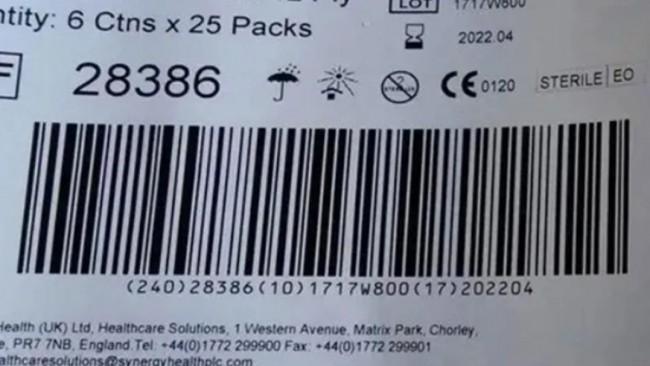 LOT 1717W800
ntity: 6 Ctns x 25 Packs
2022.04
F 28386 2 CE 0120 STERILE EO
(240)28386(10)1717W800(17)202204
Health (UK) Ltd, Healthcare Solutions, 1 Western Avenue, Matrix Park, Chorley,
e, PR7 7NB, England.Tel: +44(0)1772 299900 Fax: +44(0)1772 299901
althcaresolutions@synergyhealthplc.com